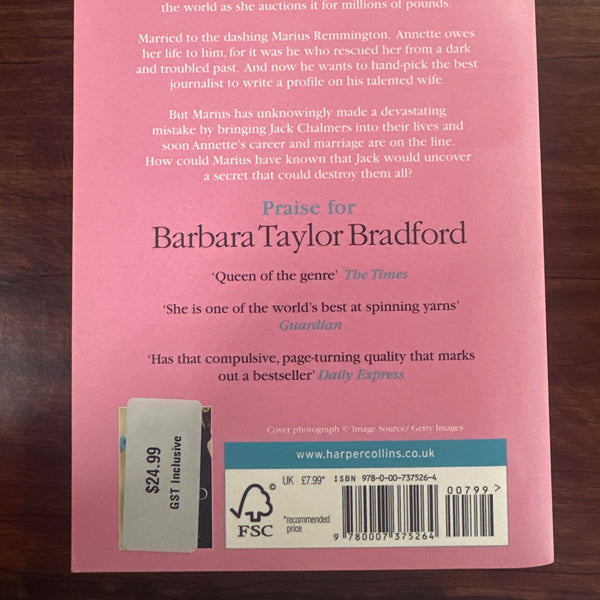 the world as she auctions it for millions of pounds.
Married to the dashing Marius Remmington, Annette owes
her life to him, for it was he who rescued her from a dark
and troubled past. And now he wants to hand-pick the best
journalist to write a profile on his talented wife.
But Marius has unknowingly made a devastating
mistake by bringing Jack Chalmers into their lives and
soon Annette's career and marriage are on the line.
How could Marius have known that Jack would uncover
a secret that could destroy them all?
Praise for
Barbara Taylor Bradford
‘Queen of the genre’ The Times
‘She is one of the world's best at spinning yarns’
Guardian
‘Has that compulsive, page-turning quality that marks
out a bestseller’ Daily Express
Cover photograph © Image Source/ Getty Images
www.harpercollins.co.uk
$24.99
GST Inclusive
©
FSC
UK £7.99*
*recommended
price
ISBN 978-0-00-737526-4
00799 >
9 780007 375264